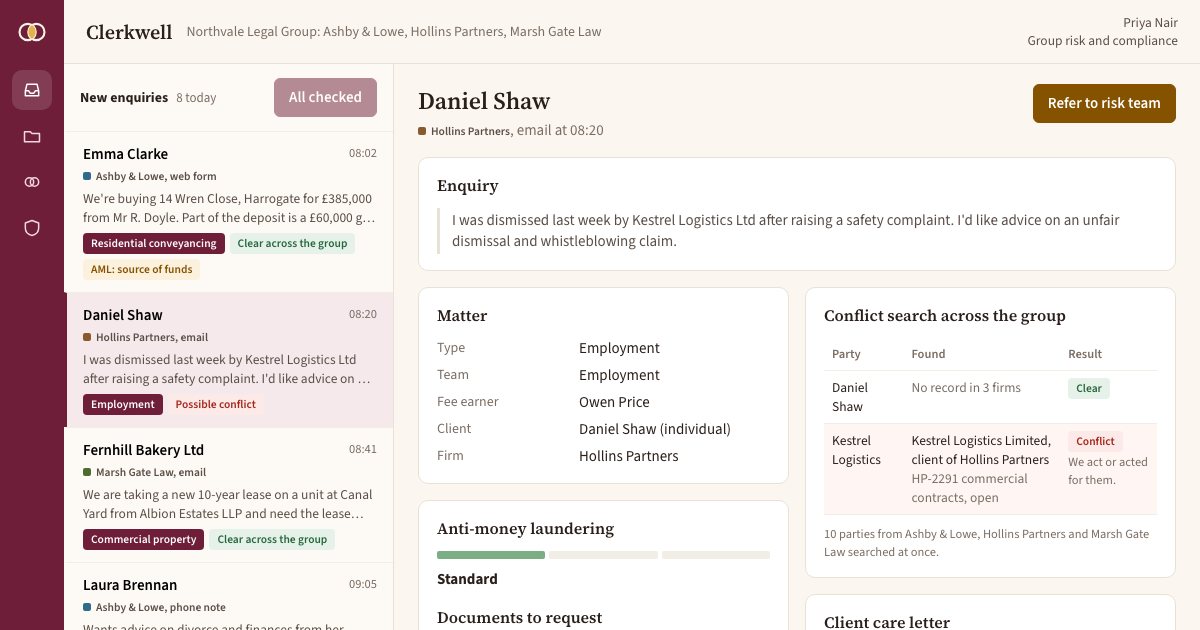 Clerkwell
Northvale Legal Group: Ashby & Lowe, Hollins Partners, Marsh Gate Law
Priya Nair
Group risk and compliance
New enquiries 8 today
All checked
Emma Clarke 08:02
Ashby & Lowe, web form
We're buying 14 Wren Close, Harrogate for £385,000
from Mr R. Doyle. Part of the deposit is a £60,000 g…
Residential conveyancing Clear across the group
AML: source of funds
Daniel Shaw 08:20
Hollins Partners, email
I was dismissed last week by Kestrel Logistics Ltd
after raising a safety complaint. I'd like advice on …
Employment Possible conflict
Fernhill Bakery Ltd 08:41
Marsh Gate Law, email
We are taking a new 10-year lease on a unit at Canal
Yard from Albion Estates LLP and need the lease…
Commercial property Clear across the group
Laura Brennan 09:05
Ashby & Lowe, phone note
Wants advice on divorce and finances from her
Daniel Shaw
Hollins Partners, email at 08:20
Refer to risk team
Enquiry
I was dismissed last week by Kestrel Logistics Ltd after raising a safety complaint. I'd like advice on an unfair
dismissal and whistleblowing claim.
Matter
Type Employment
Team Employment
Fee earner Owen Price
Client Daniel Shaw (individual)
Firm Hollins Partners
Anti-money laundering
Standard
Documents to request
Conflict search across the group
Party Found Result
Daniel
Shaw
No record in 3 firms
Clear
Kestrel
Logistics
Kestrel Logistics Limited,
client of Hollins Partners
HP-2291 commercial
contracts, open
Conflict
We act or acted
for them.
10 parties from Ashby & Lowe, Hollins Partners and Marsh Gate
Law searched at once.
Client care letter